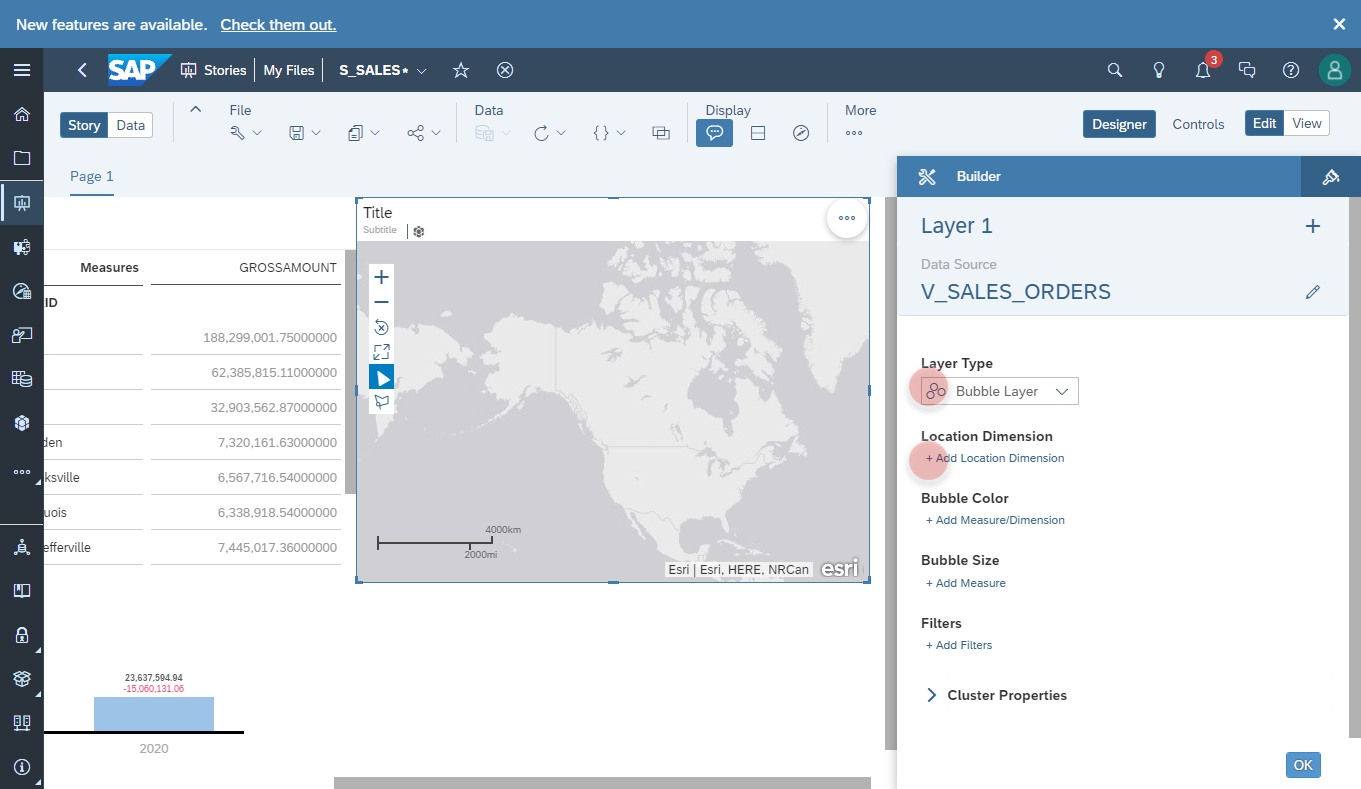 New features are available. Check them out.
SAP Stories My Files S_SALES* 3
Story Data File Data Display More Designer Controls Edit View
Page 1
Builder
Title
Subtitle
Measures GROSSAMOUNT
ID
188,299,001.75000000
62,385,815.11000000
32,903,562.87000000
den 7,320,161.63000000
ksville 6,567,716.54000000
uois 6,338,918.54000000
efferville 7,445,017.36000000
4000km
2000mi
Esri | Esri, HERE, NRCan esri
23,637,594.94
-15,060,131.06
2020
Layer 1
Data Source
V_SALES_ORDERS
Layer Type
Bubble Layer
Location Dimension
+ Add Location Dimension
Bubble Color
+ Add Measure/Dimension
Bubble Size
+ Add Measure
Filters
+ Add Filters
Cluster Properties
OK